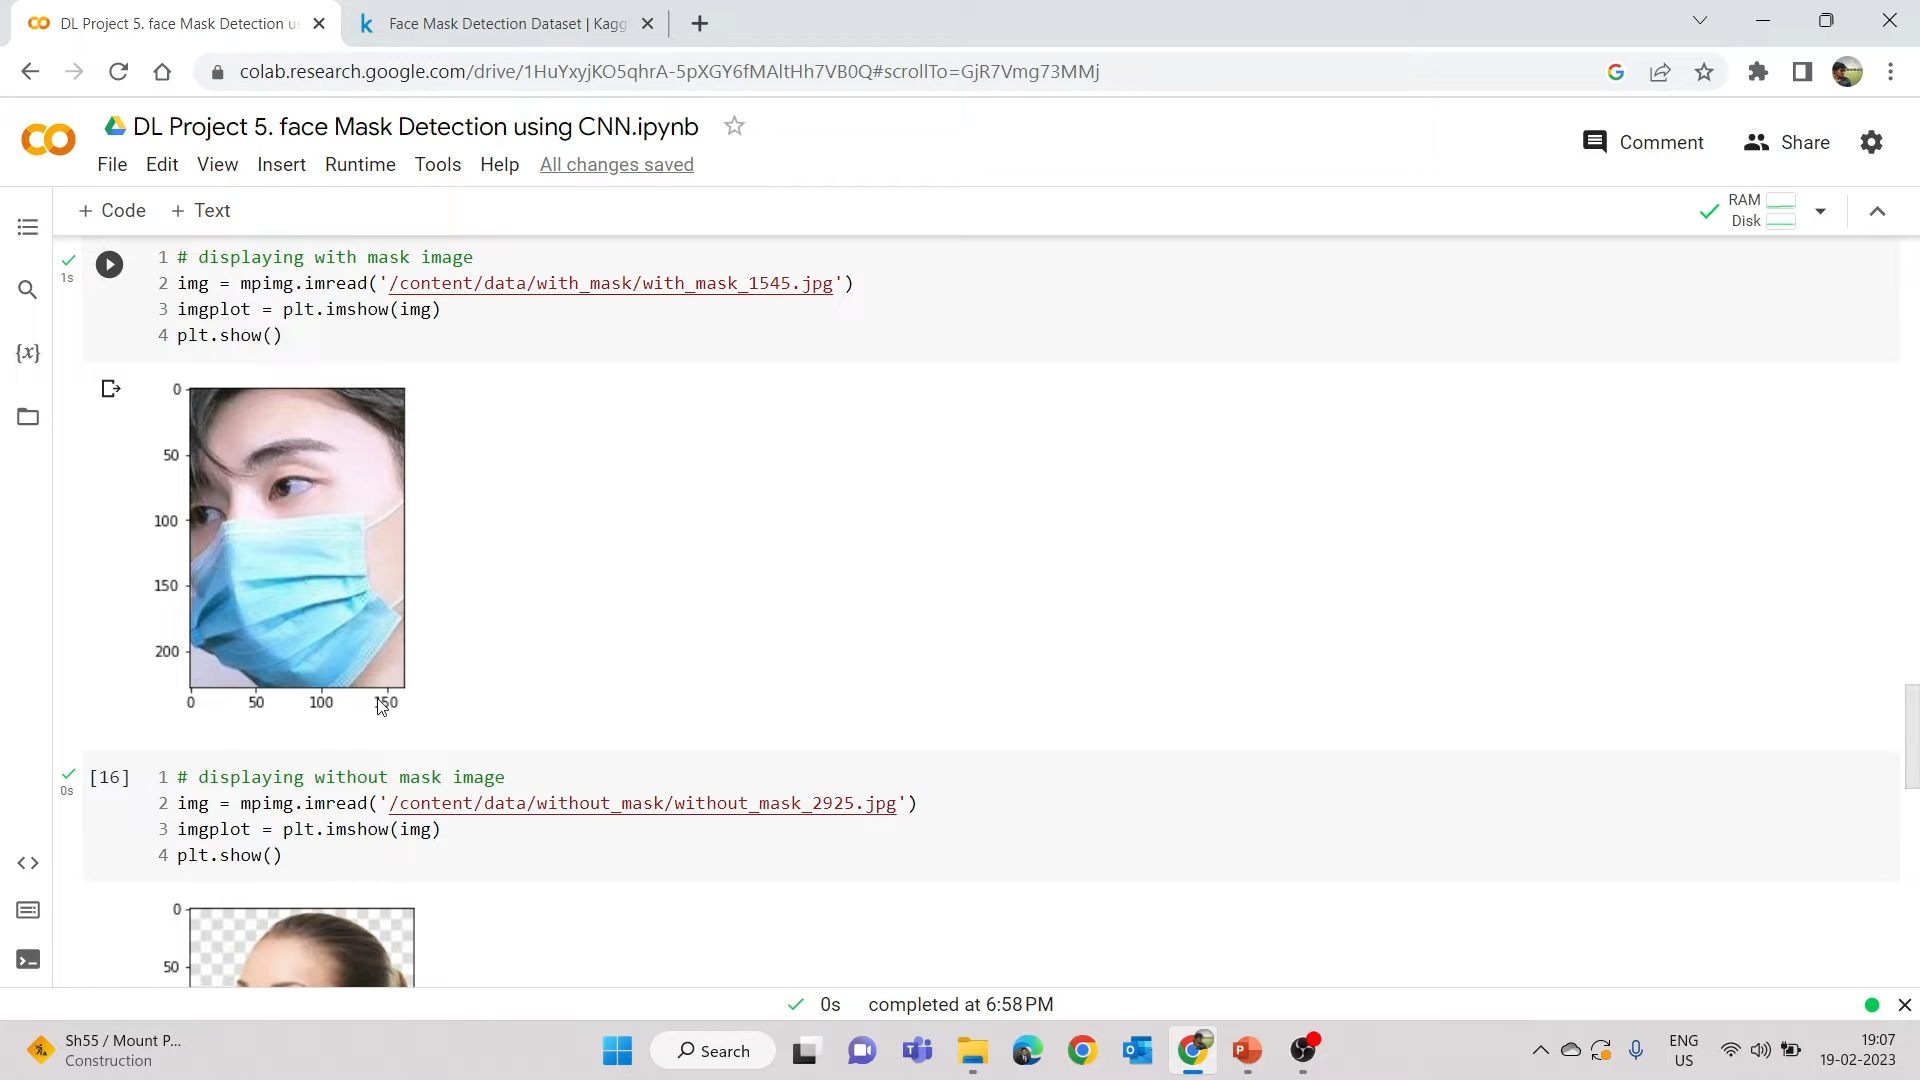 DL Project 5. face Mask Detection us
Face Mask Detection Dataset | Kagg
colab.research.google.com/drive/1HuYxyjKO5qhrA-5pXGY6fMAltHh7VB0Q#scrollTo=GjR7Vmg73MMj
DL Project 5. face Mask Detection using CNN.ipynb
Comment Share
File Edit View Insert Runtime Tools Help All changes saved
+ Code + Text
RAM
Disk
1 # displaying with mask image
1s
2 img = mpimg.imread('/content/data/with_mask/with_mask_1545.jpg')
3 imgplot = plt.imshow(img)
4 plt.show()
{x}
0
50
100
150
200
0 50 100 150
[16] 1 # displaying without mask image
0s
2 img = mpimg.imread('/content/data/without_mask/without_mask_2925.jpg')
3 imgplot = plt.imshow(img)
4 plt.show()
0
50
0s completed at 6:58 PM
Sh55 / Mount P...
Construction
Search
ENG
US
19:07
19-02-2023